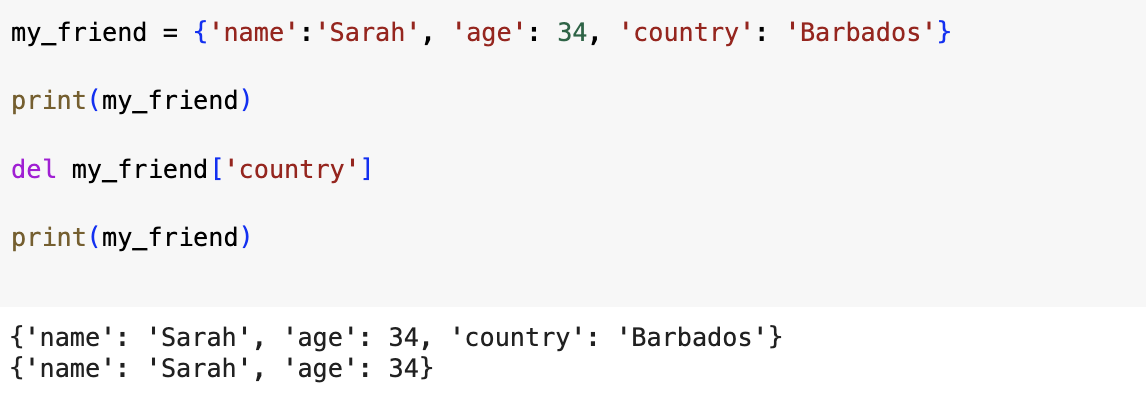 my_friend = {'name':'Sarah', 'age': 34, 'country': 'Barbados'}
print(my_friend)
del my_friend['country']
print(my_friend)
{'name': 'Sarah', 'age': 34, 'country': 'Barbados'}
{'name': 'Sarah', 'age': 34}